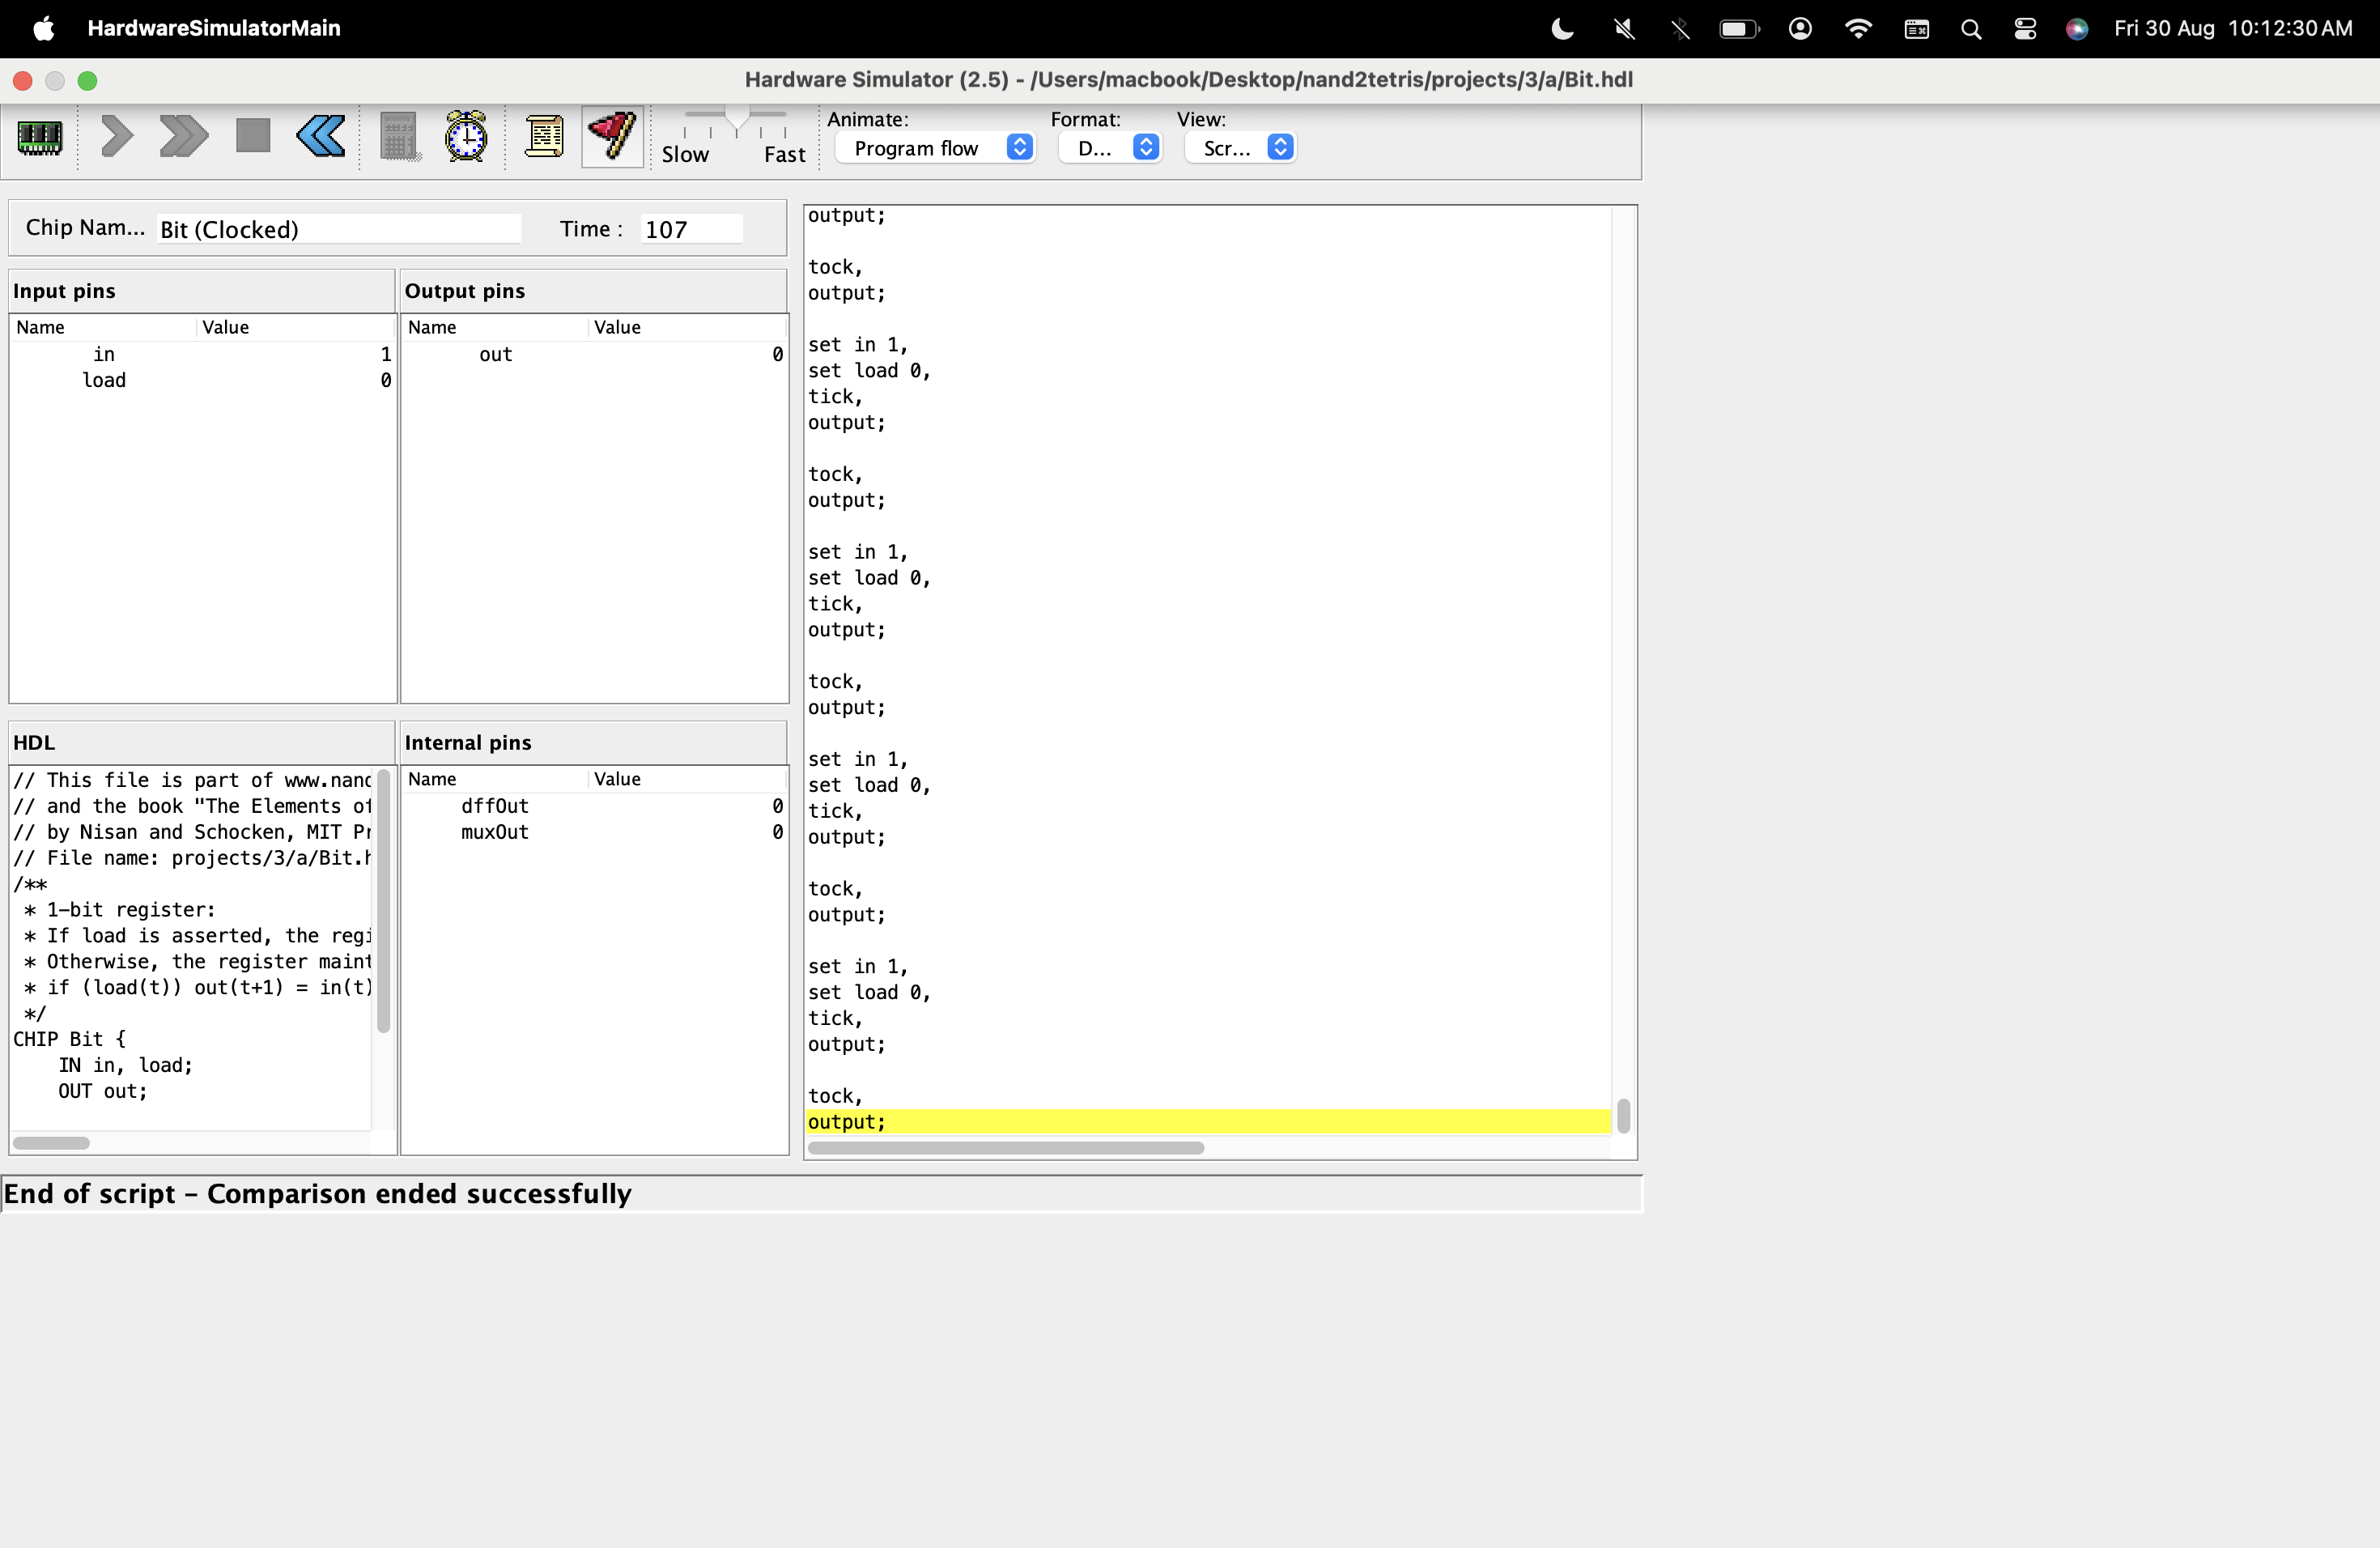 HardwareSimulatorMain
Fri 30 Aug 10:12:30 AM
Hardware Simulator (2.5) - /Users/macbook/Desktop/nand2tetris/projects/3/a/Bit.hdl
Slow Fast
Animate:
Program flow
Format:
D...
View:
Scr...
Chip Nam... Bit (Clocked) Time : 107
Input pins
Name Value
in 1
load 0
Output pins
Name Value
out 0
HDL
// This file is part of www.nand
// and the book "The Elements of
// by Nisan and Schocken, MIT Pr
// File name: projects/3/a/Bit.h
/**
* 1-bit register:
* If load is asserted, the regi
* Otherwise, the register maint
* if (load(t)) out(t+1) = in(t)
*/
CHIP Bit {
IN in, load;
OUT out;
Internal pins
Name Value
dffOut 0
muxOut 0
output;
tock,
output;
set in 1,
set load 0,
tick,
output;
tock,
output;
set in 1,
set load 0,
tick,
output;
tock,
output;
set in 1,
set load 0,
tick,
output;
tock,
output;
set in 1,
set load 0,
tick,
output;
tock,
output;
End of script – Comparison ended successfully